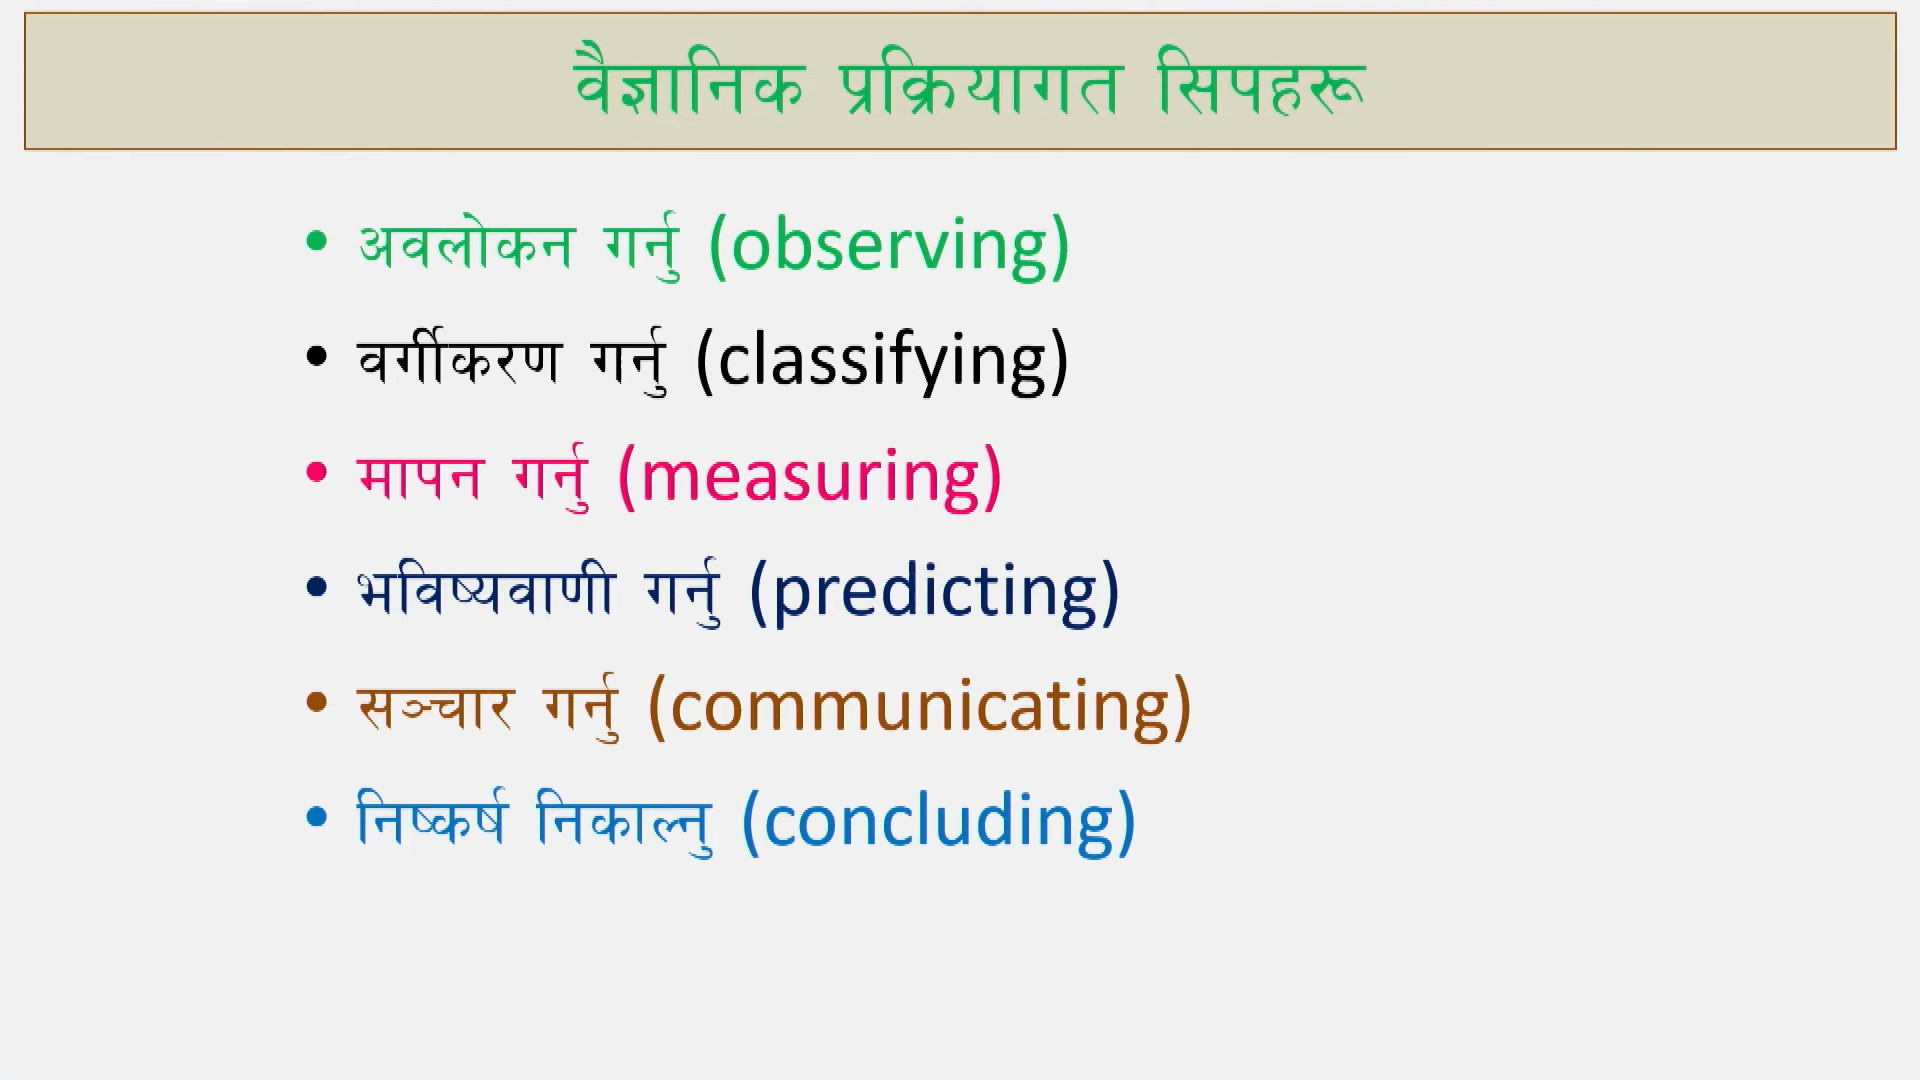 वैज्ञानिक प्रक्रियागत सिपहरू
• अवलोकन गर्नु (observing)
• वर्गीकरण गर्नु (classifying)
• मापन गर्नु (measuring)
• भविष्यवाणी गर्नु (predicting)
• सञ्चार गर्नु (communicating)
• निष्कर्ष निकाल्नु (concluding)